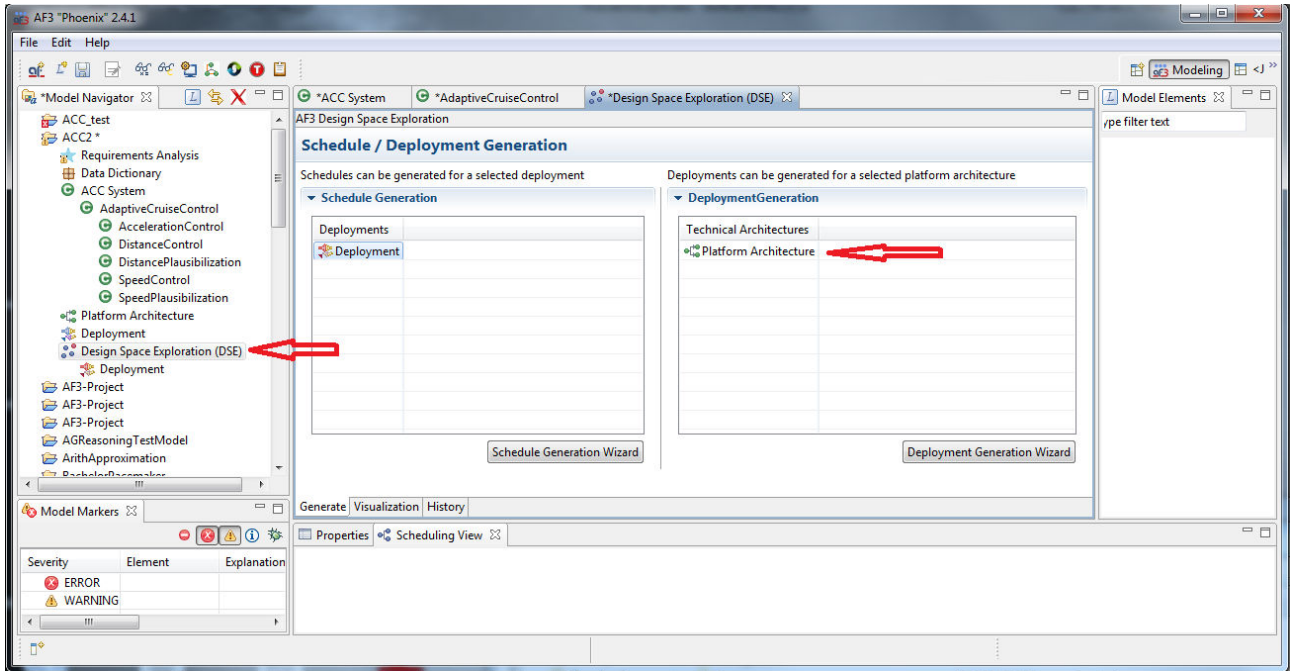 AF3 "Phoenix" 2.4.1
File Edit Help
Modeling
*Model Navigator
ACC_test
ACC2 *
Requirements Analysis
Data Dictionary
ACC System
AdaptiveCruiseControl
AccelerationControl
DistanceControl
DistancePlausibilization
SpeedControl
SpeedPlausibilization
Platform Architecture
Deployment
Design Space Exploration (DSE)
Deployment
AF3-Project
AF3-Project
AF3-Project
AGReasoningTestModel
ArithApproximation
BachelorPacemaker
*ACC System *AdaptiveCruiseControl *Design Space Exploration (DSE)
AF3 Design Space Exploration
Schedule / Deployment Generation
Schedules can be generated for a selected deployment
Schedule Generation
Deployments
Deployment
Schedule Generation Wizard
Deployments can be generated for a selected platform architecture
DeploymentGeneration
Technical Architectures
Platform Architecture
Deployment Generation Wizard
Generate Visualization History
Model Elements
ype filter text
Model Markers
Severity Element Explanation
ERROR
WARNING
Properties Scheduling View